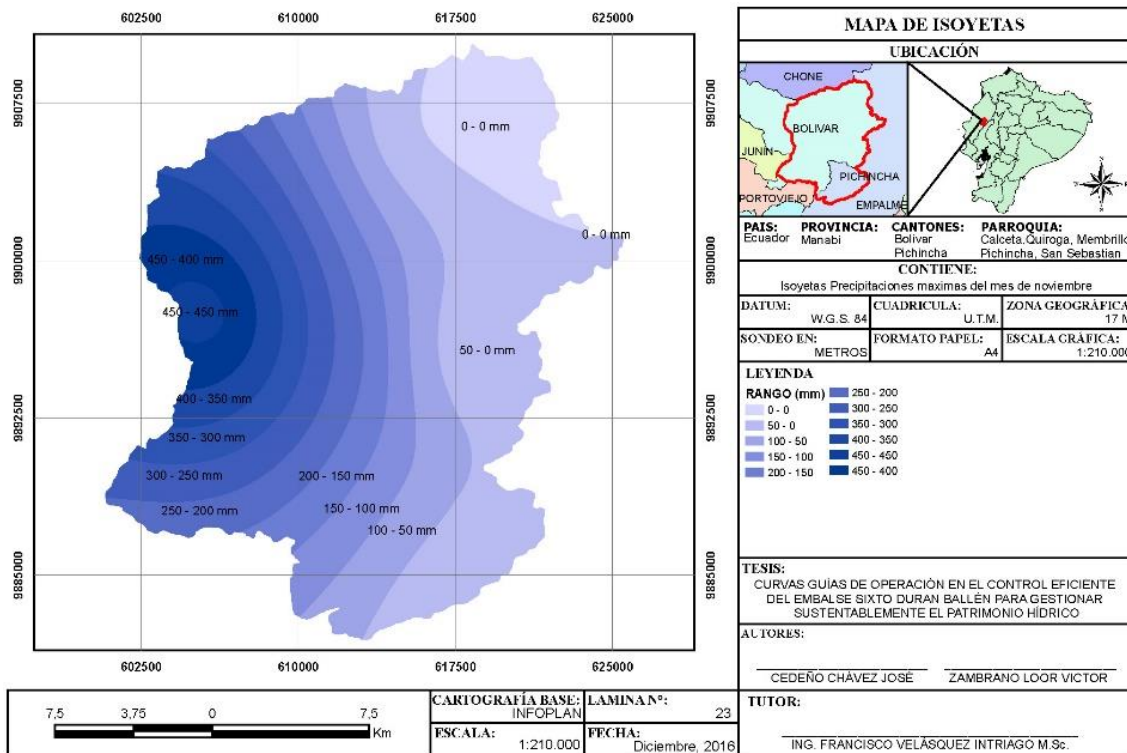 602500 610000 617500 625000
9907500
9900000
9892500
9885000
9907500
9900000
9892500
9885000
0 - 0 mm
0 - 0 mm
450 - 400 mm
450 - 450 mm
50 - 0 mm
400 - 350 mm
350 - 300 mm
300 - 250 mm
200 - 150 mm
250 - 200 mm
150 - 100 mm
100 - 50 mm
602500 610000 617500 625000
7,5 3,75 0 7,5
Km
CARTOGRAFÍA BASE:
INFOPLAN
LAMINA N°:
23
ESCALA:
1:210.000
FECHA:
Diciembre, 2016
MAPA DE ISOYETAS
UBICACIÓN
CHONE
BOLIVAR
JUNIN
PICHINCHA
PORTOVIEJO
EMPALME
PAIS: PROVINCIA: CANTONES: PARROQUIA:
Ecuador Manabi Bolivar Calceta,Quiroga, Membrillo
Pichincha Pichincha, San Sebastian
CONTIENE:
Isoyetas Precipitaciones maximas del mes de noviembre
DATUM:
W.G.S. 84
CUADRICULA:
U.T.M.
ZONA GEOGRÁFICA
17 M
SONDEO EN:
METROS
FORMATO PAPEL:
A4
ESCALA GRÁFICA:
1:210.000
LEYENDA
RANGO (mm)
0 - 0
50 - 0
100 - 50
150 - 100
200 - 150
250 - 200
300 - 250
350 - 300
400 - 350
450 - 450
450 - 400
TESIS:
CURVAS GUÍAS DE OPERACIÓN EN EL CONTROL EFICIENTE
DEL EMBALSE SIXTO DURAN BALLÉN PARA GESTIONAR
SUSTENTABLEMENTE EL PATRIMONIO HÍDRICO
AUTORES:
CEDEÑO CHÁVEZ JOSÉ ZAMBRANO LOOR VICTOR
TUTOR:
ING. FRANCISCO VELÁSQUEZ INTRIAGO M.Sc.